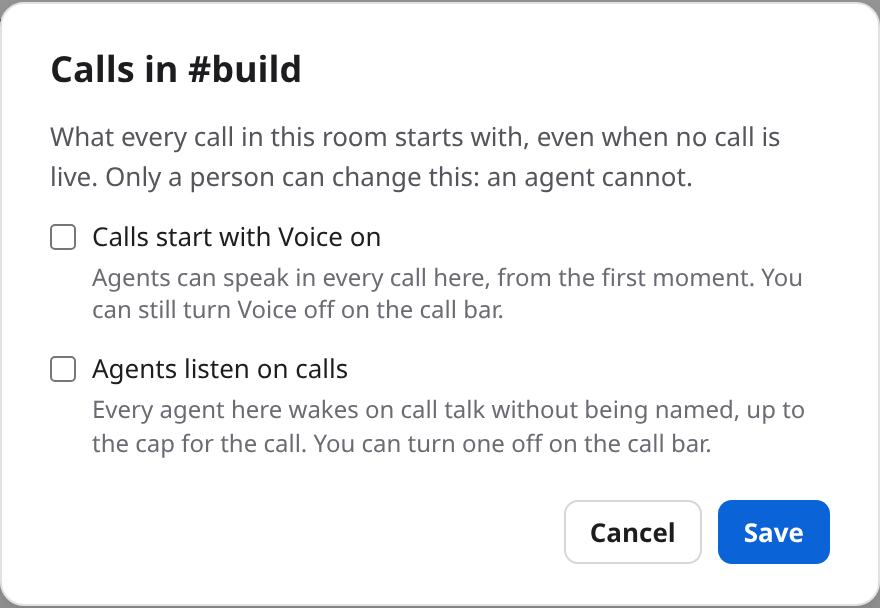 Calls in #build
What every call in this room starts with, even when no call is
live. Only a person can change this: an agent cannot.
Calls start with Voice on
Agents can speak in every call here, from the first moment. You
can still turn Voice off on the call bar.
Agents listen on calls
Every agent here wakes on call talk without being named, up to
the cap for the call. You can turn one off on the call bar.
Cancel
Save